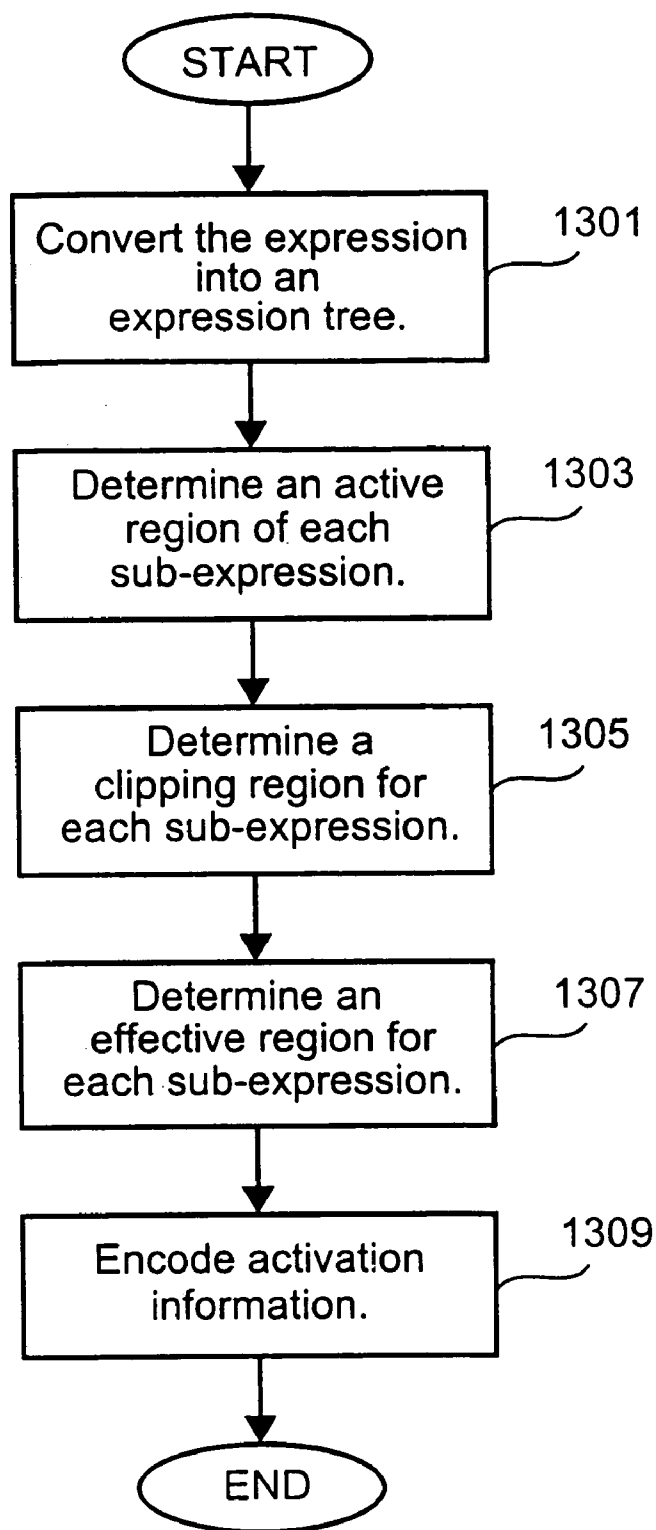 START
Convert the expression
into an
expression tree.
1301
Determine an active
region of each
sub-expression.
1303
Determine a
clipping region for
each sub-expression.
1305
Determine an
effective region for
each sub-expression.
1307
Encode activation
information.
1309
END